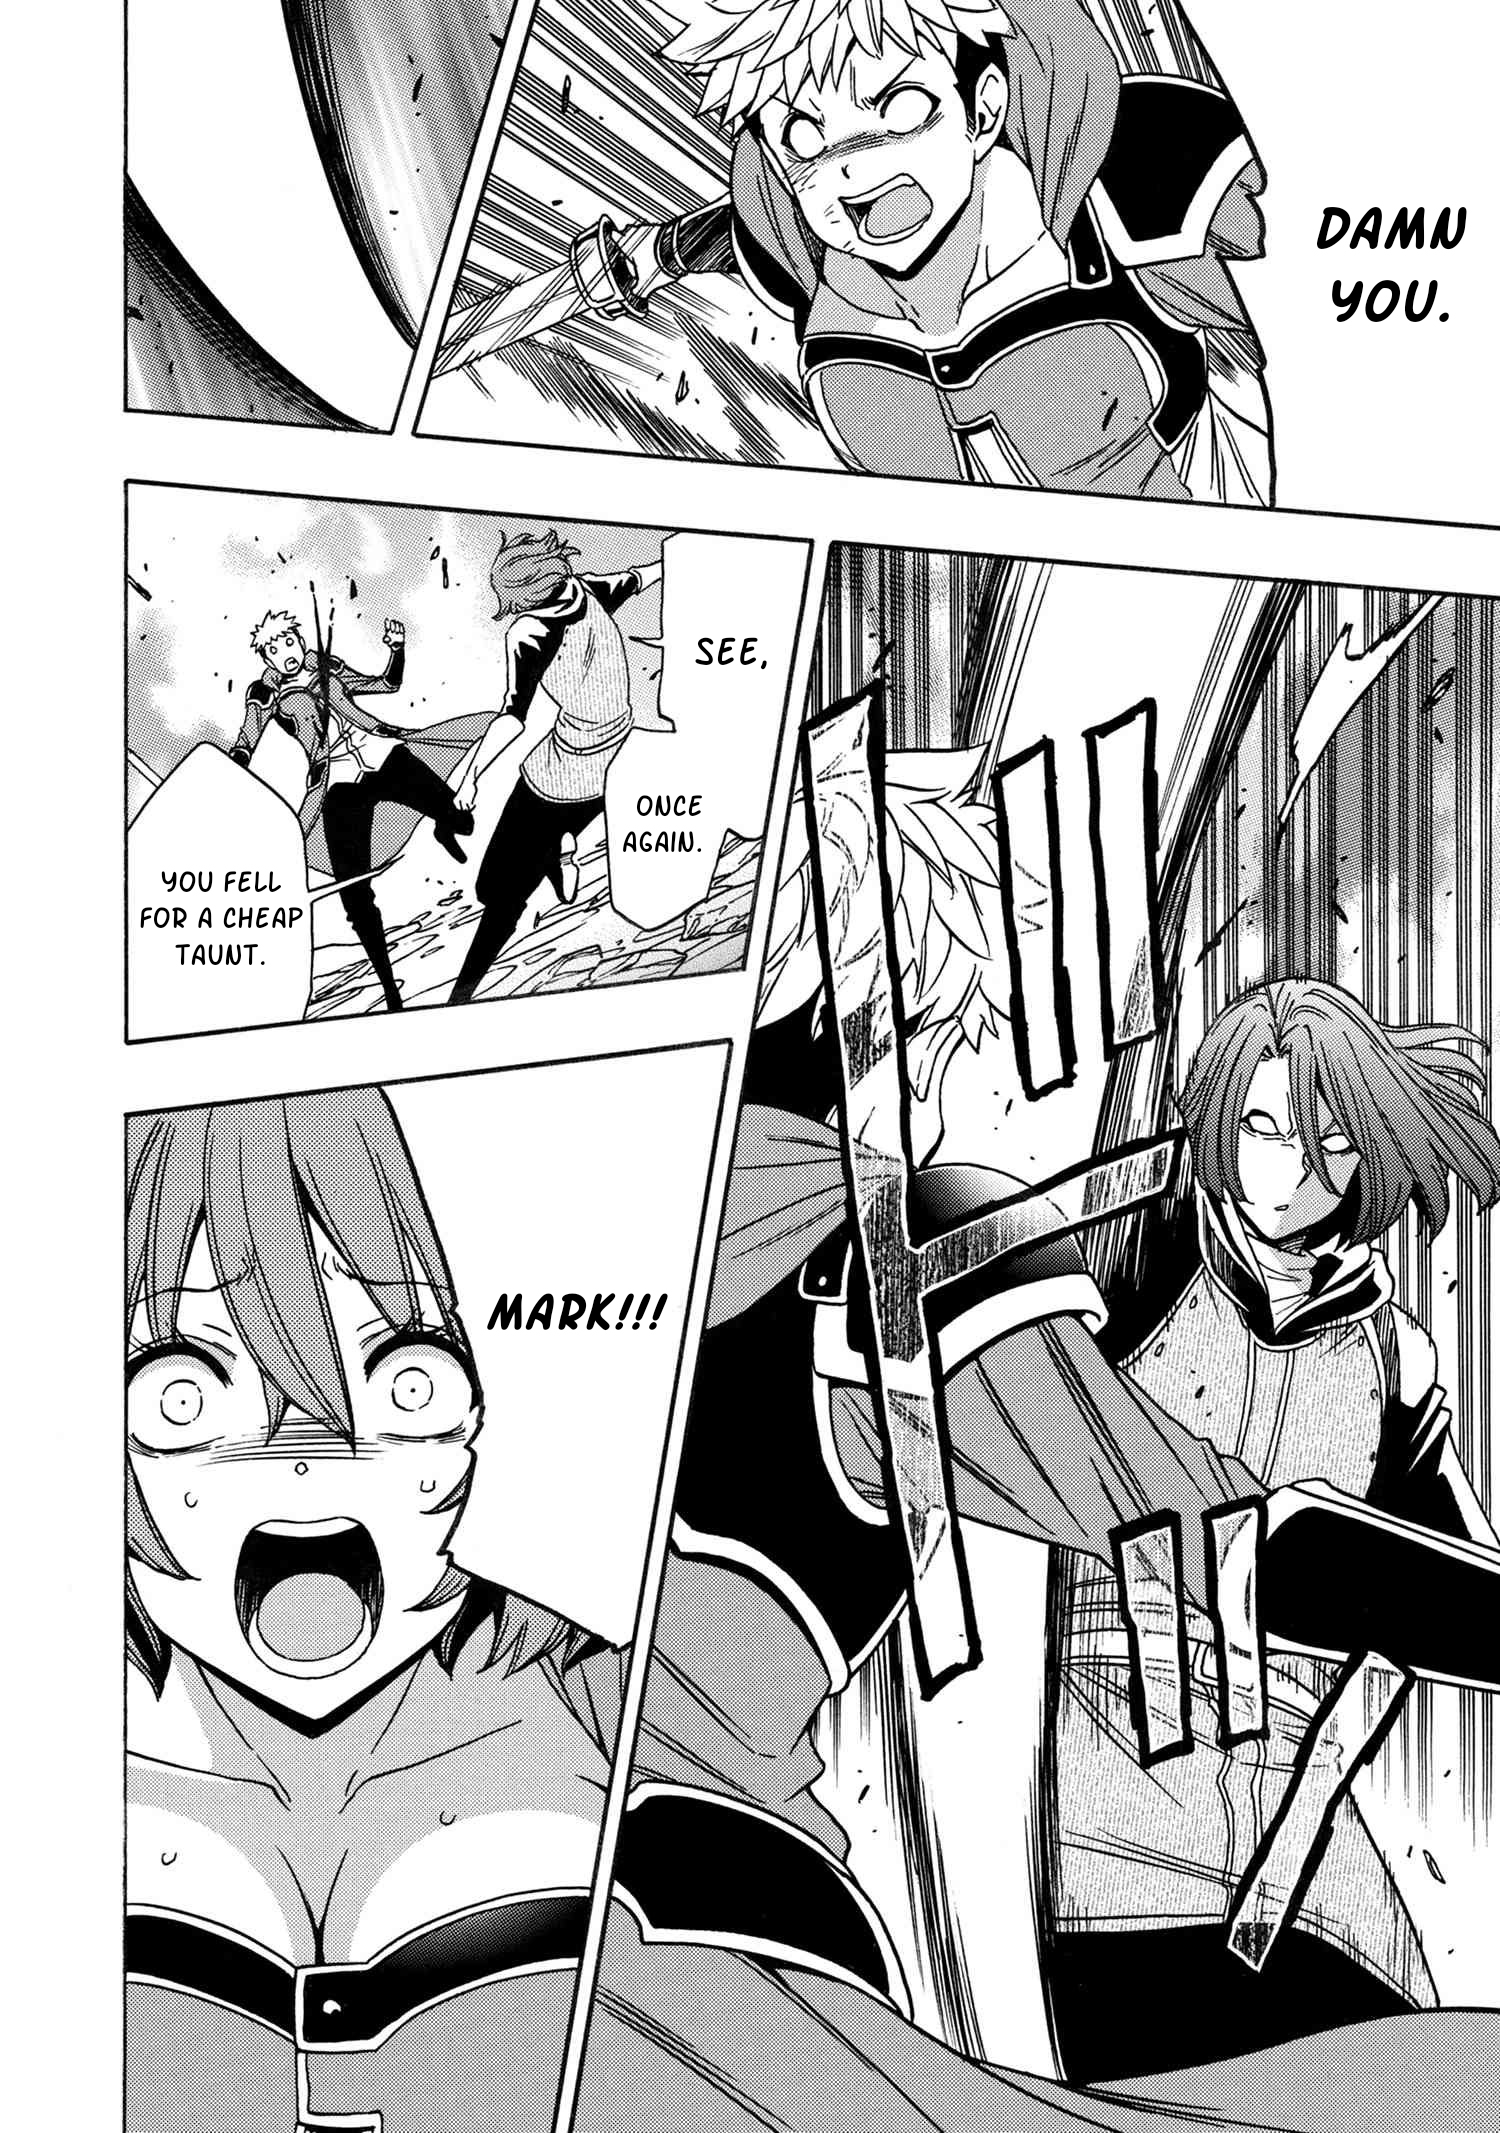 DAMN
YOU.
SEE,
ONCE
AGAIN.
YOU FELL
FOR A CHEAP
TAUNT.
MARK!!!